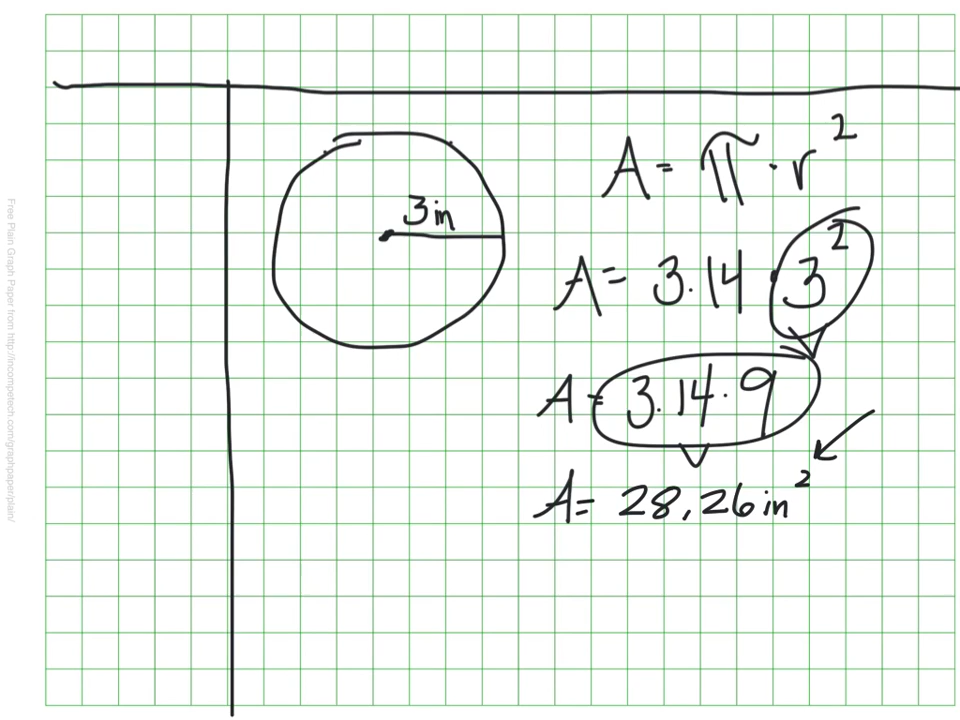 Free Plain Graph Paper from http://incompetech.com/graphpaper/plain/
3in
A = π · r²
A = 3.14 · 3²
A = 3.14 · 9
A = 28,26 in²